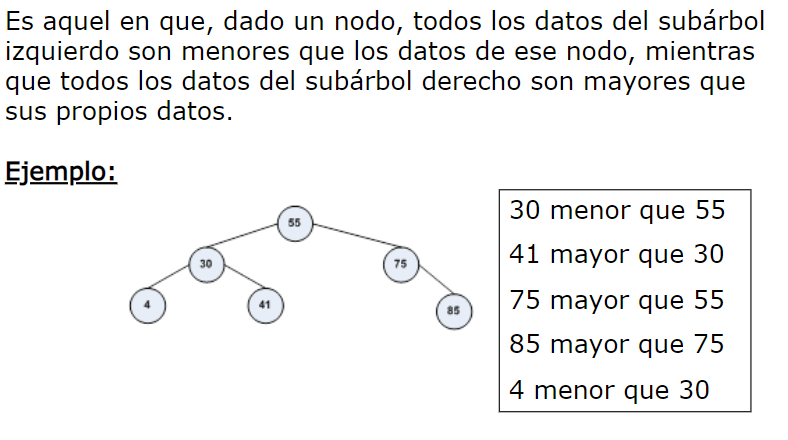 Es aquel en que, dado un nodo, todos los datos del subárbol
izquierdo son menores que los datos de ese nodo, mientras
que todos los datos del subárbol derecho son mayores que
sus propios datos.
Ejemplo:
55
30
75
4
41
85
30 menor que 55
41 mayor que 30
75 mayor que 55
85 mayor que 75
4 menor que 30